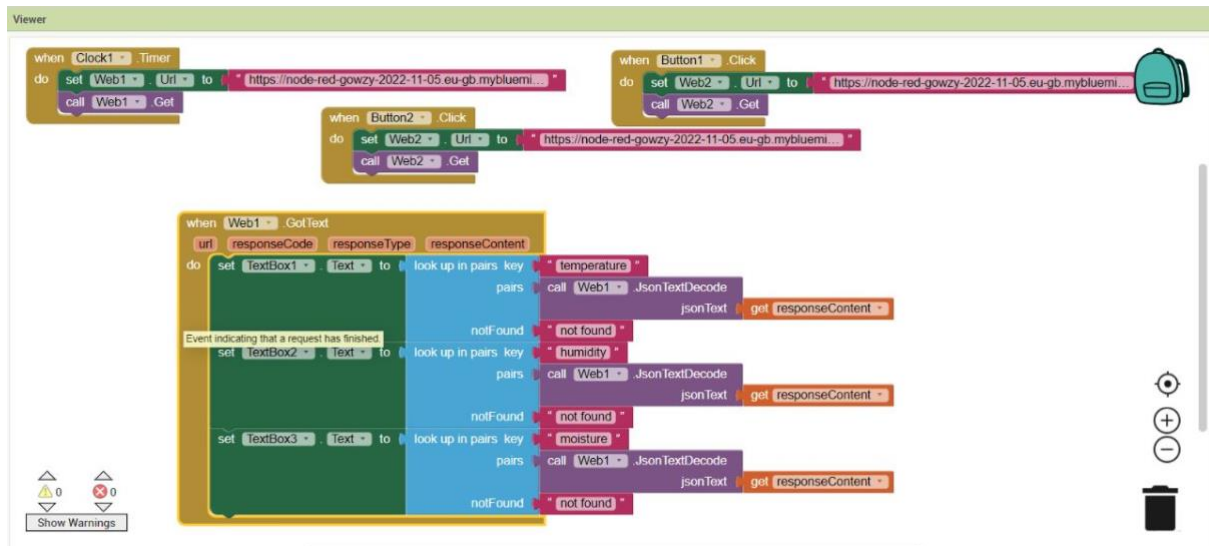 Viewer
when Clock1 .Timer
do set Web1 . Url to " https://node-red-gowzy-2022-11-05.eu-gb.mybluemi... "
call Web1 .Get
when Button1 .Click
do set Web2 . Url to " https://node-red-gowzy-2022-11-05.eu-gb.mybluemi...
call Web2 .Get
when Button2 .Click
do set Web2 . Url to " https://node-red-gowzy-2022-11-05.eu-gb.mybluemi... "
call Web2 .Get
when Web1 .GotText
url responseCode responseType responseContent
do set TextBox1 . Text to look up in pairs key " temperature "
pairs call Web1 .JsonTextDecode
jsonText get responseContent
notFound " not found "
Event indicating that a request has finished.
set TextBox2 . Text to look up in pairs key " humidity "
pairs call Web1 .JsonTextDecode
jsonText get responseContent
notFound " not found "
set TextBox3 . Text to look up in pairs key " moisture "
pairs call Web1 .JsonTextDecode
jsonText get responseContent
notFound " not found "
0 0
Show Warnings